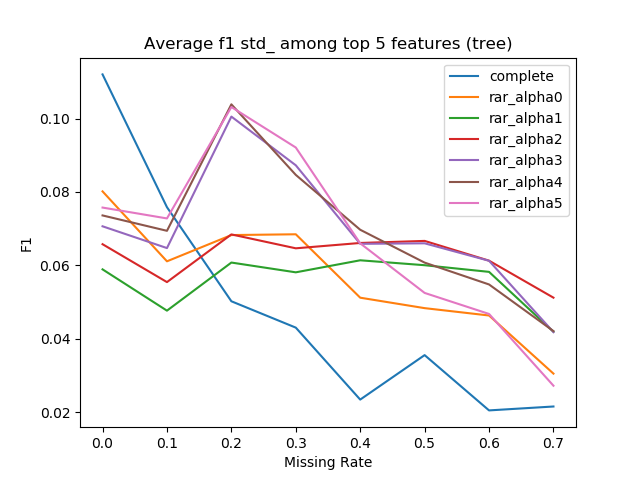 Average f1 std_ among top 5 features (tree)
complete
rar_alpha0
rar_alpha1
rar_alpha2
rar_alpha3
rar_alpha4
rar_alpha5
0.10
0.08
0.06
0.04
0.02
F1
0.0 0.1 0.2 0.3 0.4 0.5 0.6 0.7
Missing Rate